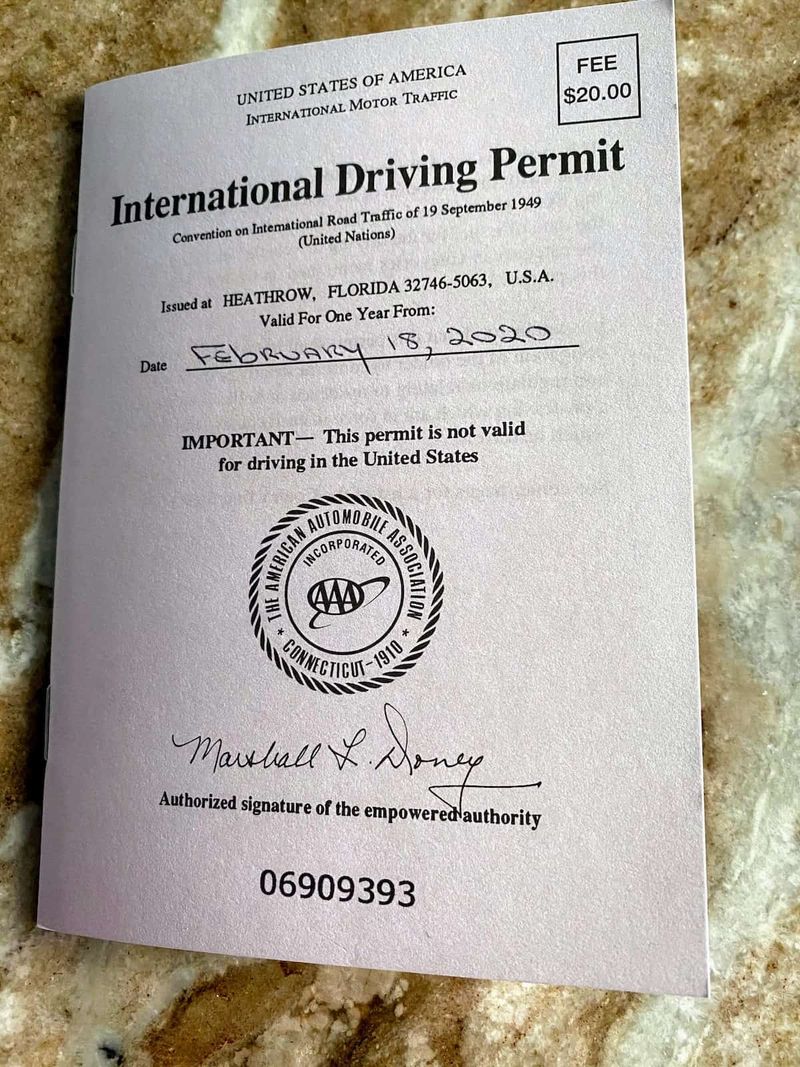 UNITED STATES OF AMERICA
INTERNATIONAL MOTOR TRAFFIC
FEE
$20.00
International Driving Permit
Convention on International Road Traffic of 19 September 1949
(United Nations)
Issued at HEATHROW, FLORIDA 32746-5063, U.S.A.
Valid For One Year From:
Date FEbRUARY 18, 2020
IMPORTANT— This permit is not valid
for driving in the United States
THE AMERICAN AUTOMOBILE ASSOCIATION
INCORPORATED
AAA
* CONNECTICUT-1910 *
Marshall L. Doney
Authorized signature of the empowered authority
06909393